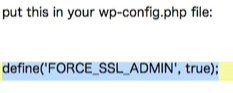 put this in your wp-config.php file:
define('FORCE_SSL_ADMIN', true);